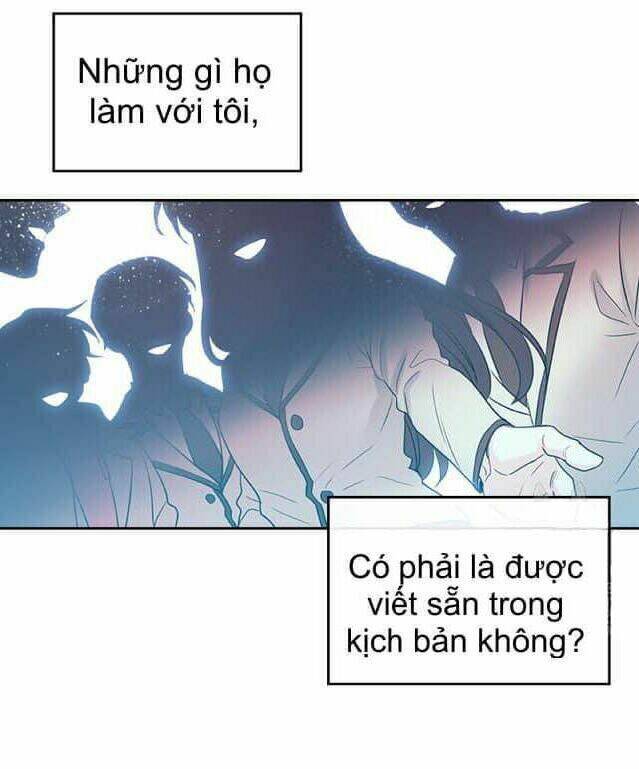 Những gì họ
làm với tôi,
Có phải là được
viết sẵn trong
kịch bản không?